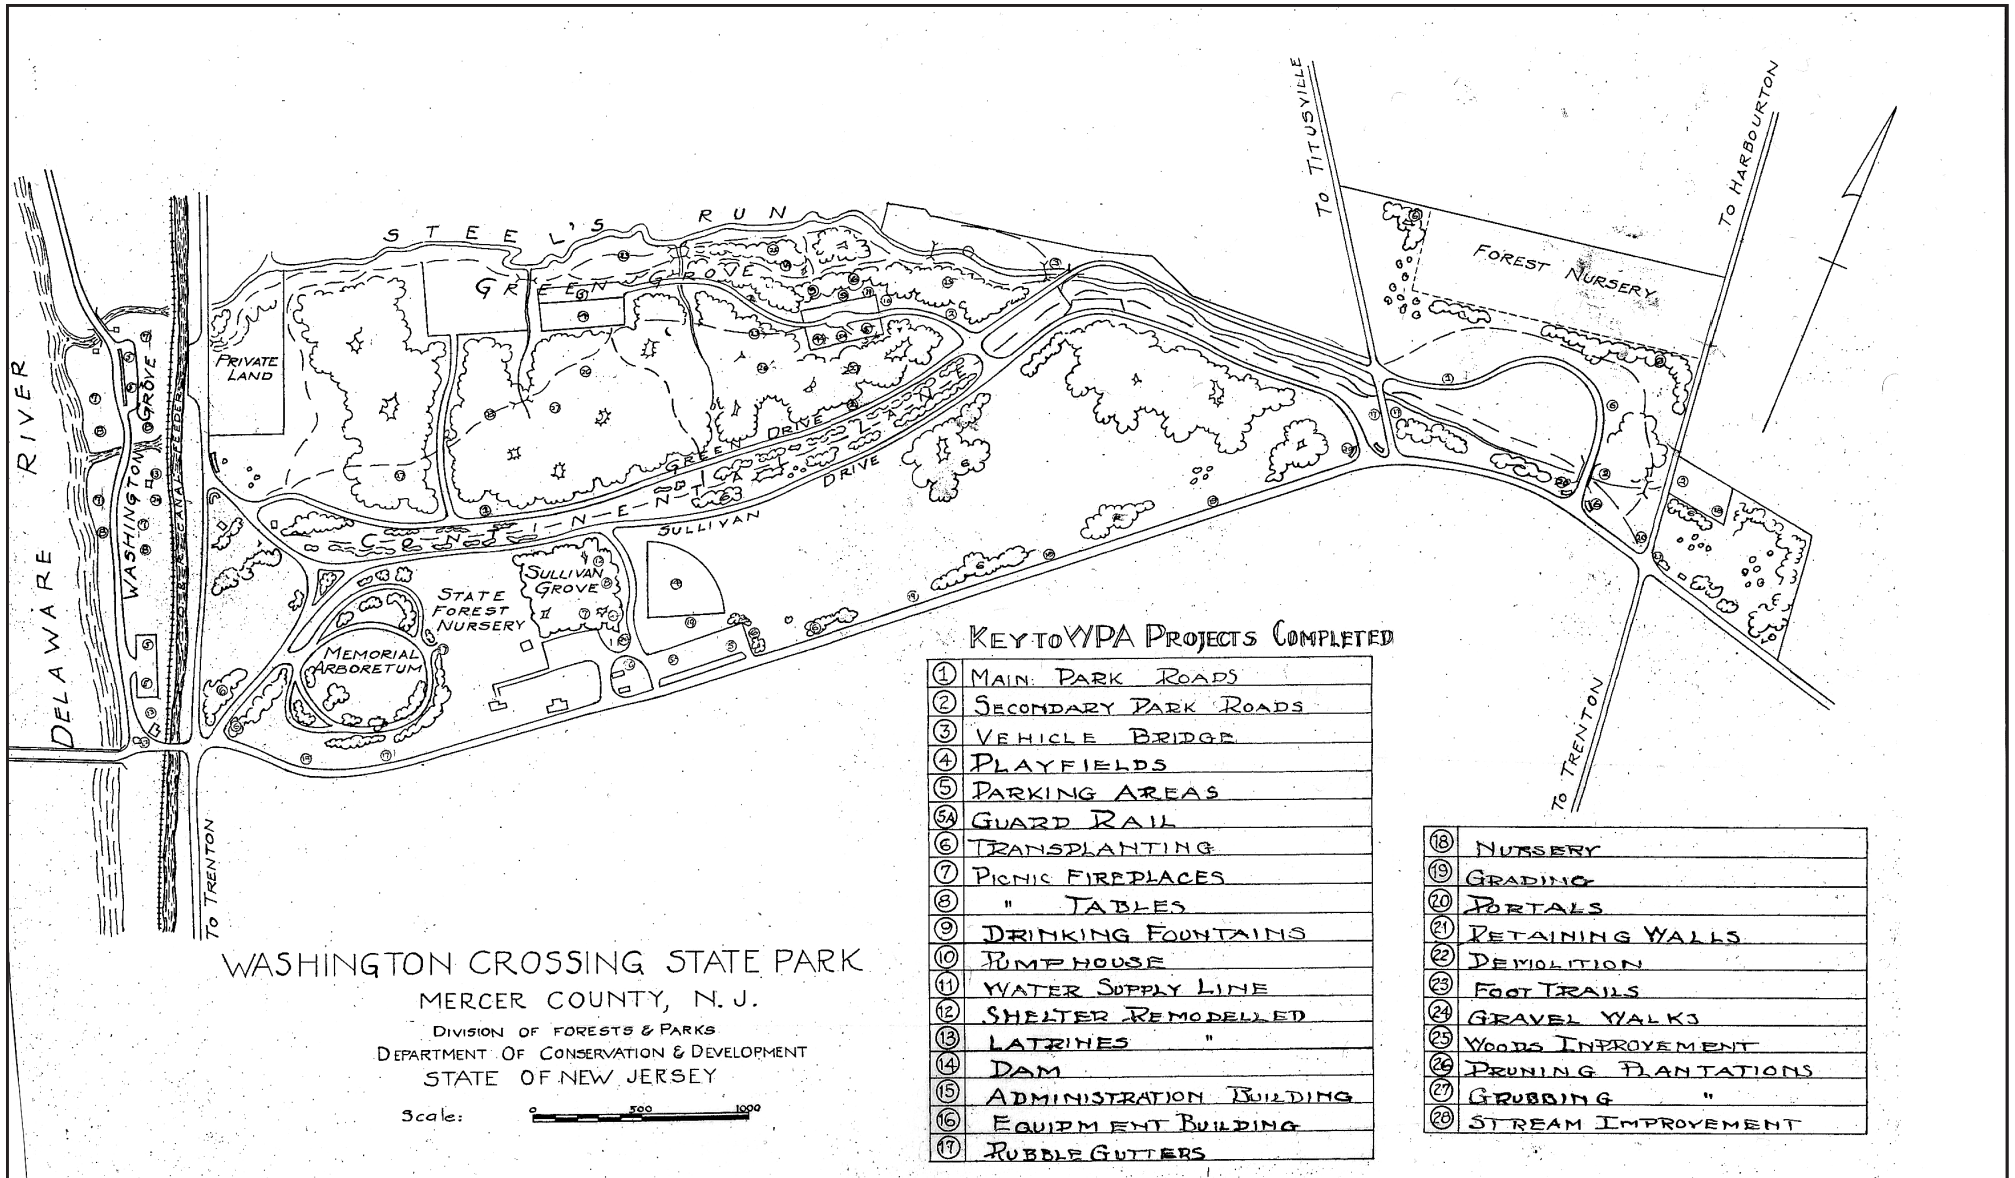 TO TITUSVILLE
TO HARBOURTON
FOREST NURSERY
STEEL'S RUN
GREEN GROVE
PRIVATE
LAND
DELAWARE RIVER
WASHINGTON GROVE
CANAL FEEDER
GREEN DRIVE
CONTINENTAL LANE
SULLIVAN DRIVE
STATE
FOREST
NURSERY
SULLIVAN
GROVE
MEMORIAL
ARBORETUM
TO TRENTON
TO TRENTON
KEY TO WPA PROJECTS COMPLETED
1 MAIN PARK ROADS
2 SECONDARY PARK ROADS
3 VEHICLE BRIDGE
4 PLAYFIELDS
5 PARKING AREAS
5A GUARD RAIL
6 TRANSPLANTING
7 PICNIC FIREPLACES
8 " TABLES
9 DRINKING FOUNTAINS
10 PUMP HOUSE
11 WATER SUPPLY LINE
12 SHELTER REMODELLED
13 LATRINES "
14 DAM
15 ADMINISTRATION BUILDING
16 EQUIPMENT BUILDING
17 RUBBLE GUTTERS
18 NURSERY
19 GRADING
20 PORTALS
21 RETAINING WALLS
22 DEMOLITION
23 FOOT TRAILS
24 GRAVEL WALKS
25 WOODS IMPROVEMENT
26 PRUNING PLANTATIONS
27 GRUBBING "
28 STREAM IMPROVEMENT
WASHINGTON CROSSING STATE PARK
MERCER COUNTY, N.J.
DIVISION OF FORESTS & PARKS
DEPARTMENT OF CONSERVATION & DEVELOPMENT
STATE OF NEW JERSEY
Scale: 0 500 1000